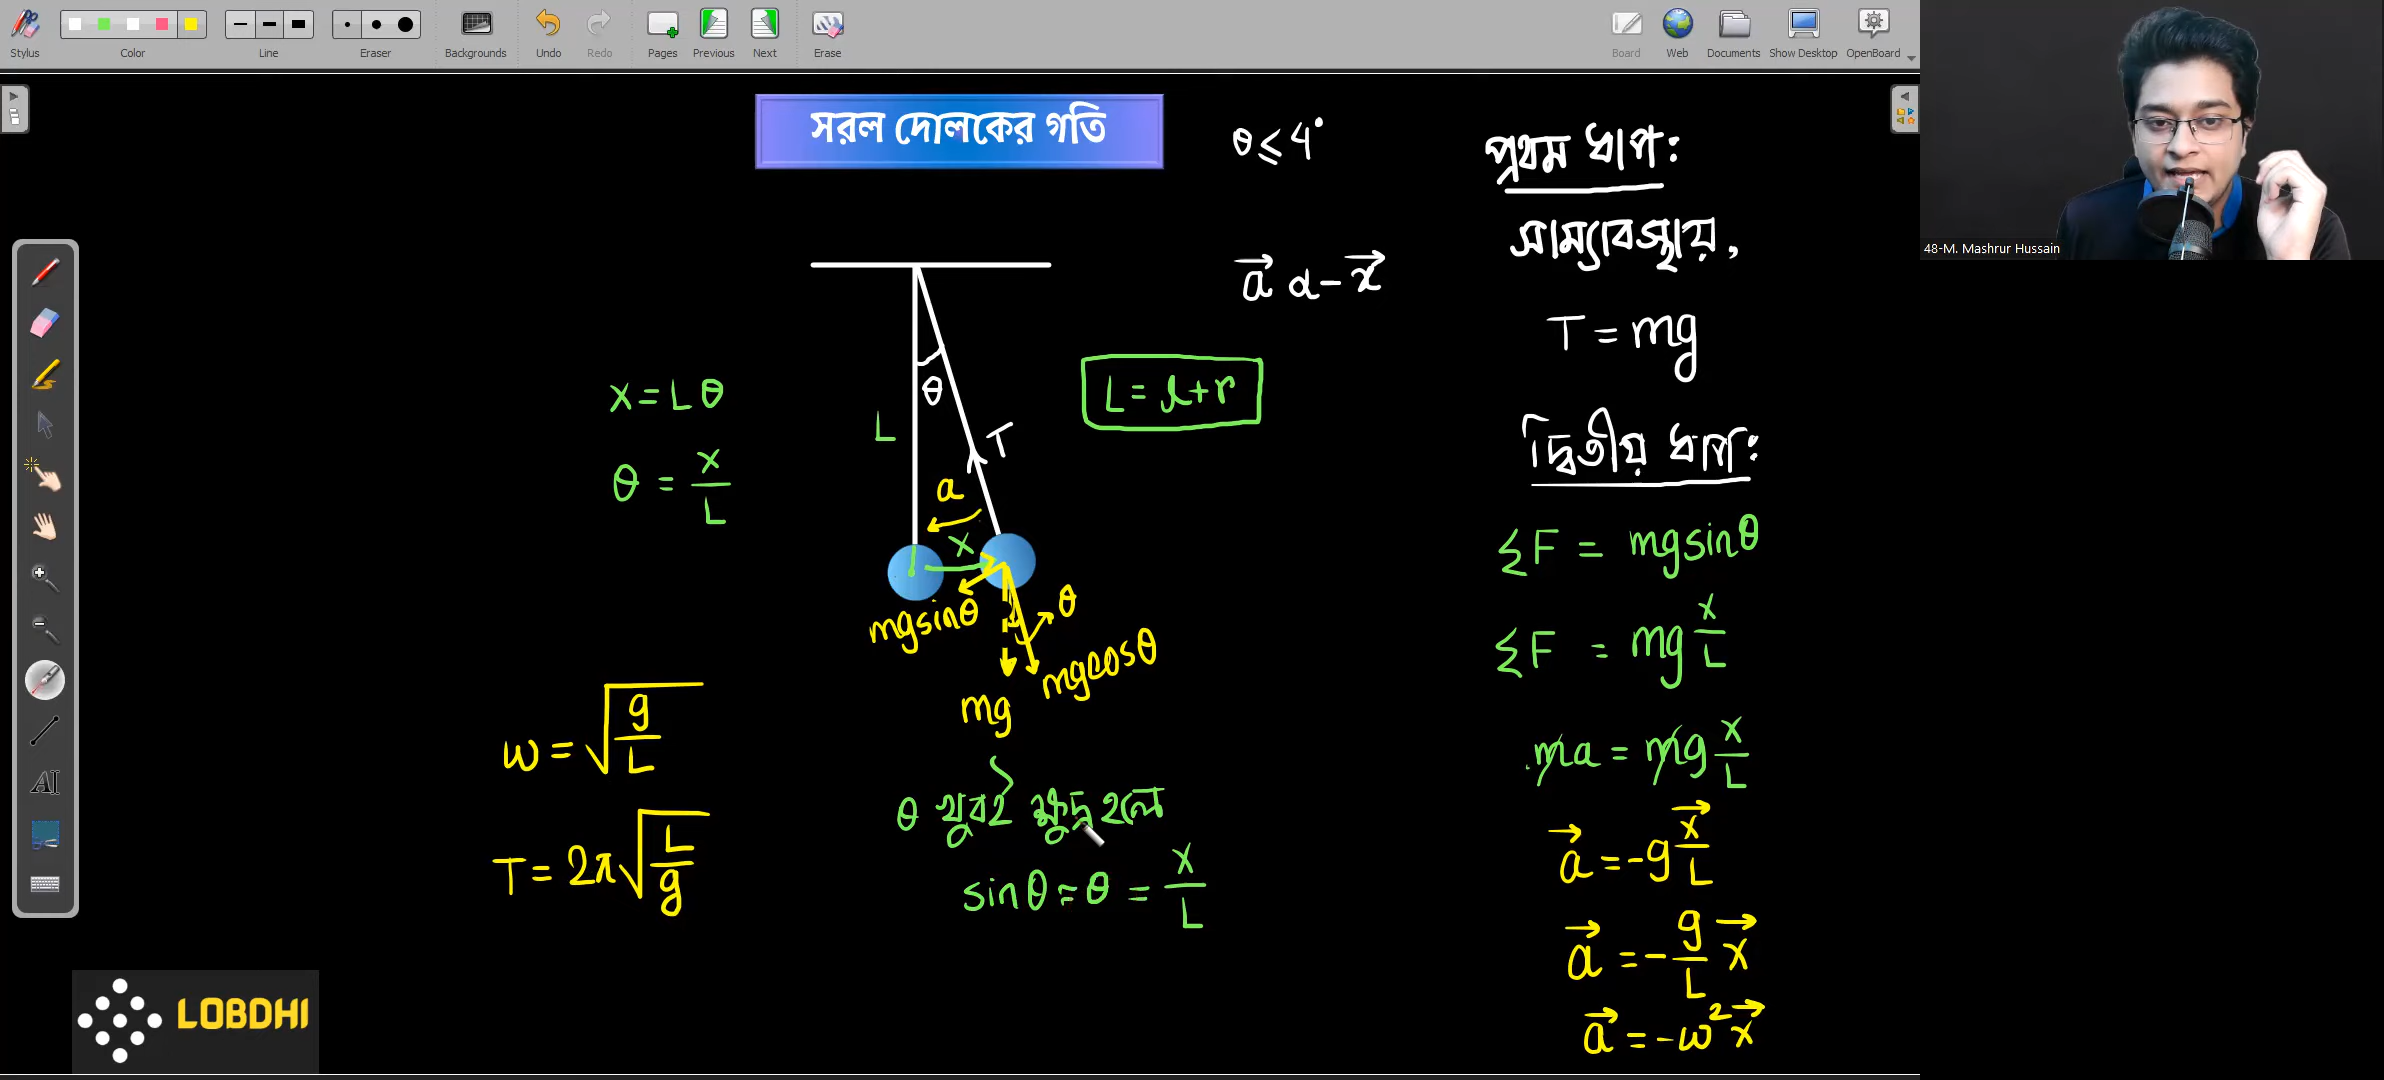 Stylus
Color
Line
Eraser
Backgrounds
Undo
Redo
Pages
Previous
Next
Erase
Board
Web
Documents
Show Desktop
OpenBoard
48-M. Mashrur Hussain
সরল দোলকের গতি
θ ≤ 4°
a⃗ α - x⃗
L = l + r
x = Lθ
θ = x/L
L
θ
T
a
x
mgsinθ
θ
mgcosθ
mg
θ খুবই ক্ষুদ্র হলে
sinθ ≈ θ = x/L
ω = √(g/L)
T = 2π√(L/g)
প্রথম ধাপ:
সাম্যাবস্থায়,
T = mg
দ্বিতীয় ধাপ:
ΣF = mgsinθ
ΣF = mg x/L
ma = mg x/L
a⃗ = -g x⃗/L
a⃗ = - g/L x⃗
a⃗ = -ω² x⃗
LOBDHI